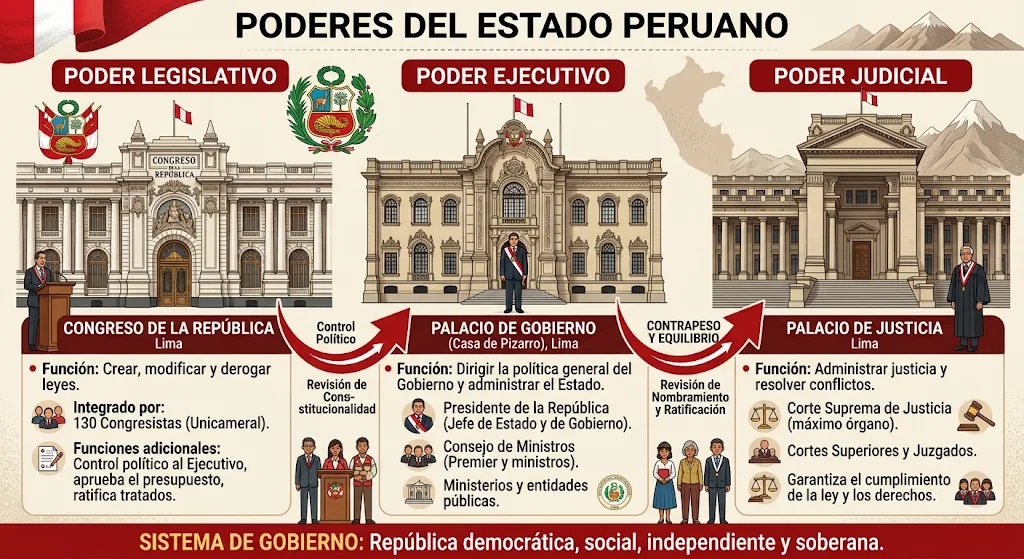 PODERES DEL ESTADO PERUANO
PODER LEGISLATIVO
CONGRESO
DE LA
REPÚBLICA
CONGRESO DE LA REPÚBLICA
Lima
• Función: Crear, modificar y derogar
leyes.
Integrado por:
130 Congresistas (Unicameral).
Funciones adicionales:
Control político al Ejecutivo,
aprueba el presupuesto,
ratifica tratados.
Control
Político
Revisión de
Cons-
stitucionalidad
PODER EJECUTIVO
PALACIO DE GOBIERNO
(Casa de Pizarro), Lima
• Función: Dirigir la política general del
Gobierno y administrar el Estado.
Presidente de la República
(Jefe de Estado y de Gobierno).
Consejo de Ministros
(Premier y ministros).
Ministerios y entidades
públicas.
CONTRAPESO
Y EQUILIBRIO
Revisión de
Nombramiento
y Ratificación
PODER JUDICIAL
PALACIO DE JUSTICIA
Lima
• Función: Administrar justicia y
resolver conflictos.
Corte Suprema de Justicia
(máximo órgano).
Cortes Superiores y Juzgados.
Garantiza el cumplimiento
de la ley y los derechos.
SISTEMA DE GOBIERNO: República democrática, social, independiente y soberana.